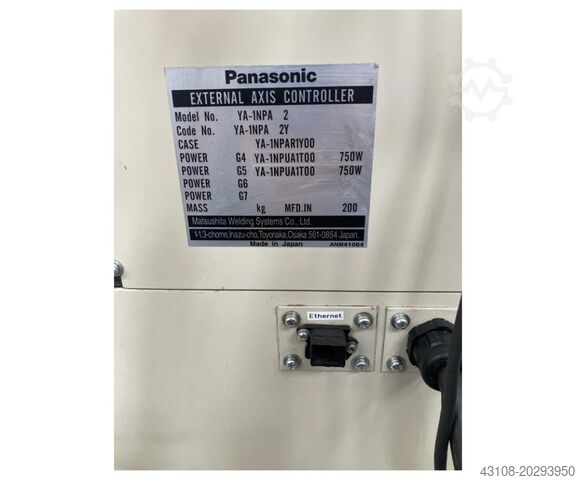 Panasonic
EXTERNAL AXIS CONTROLLER
Model No. YA-1NPA 2
Code No. YA-1NPA 2Y
CASE YA-1NPAR1Y00
POWER G4 YA-1NPUA1T00 750W
POWER G5 YA-1NPUA1T00 750W
POWER G6
POWER G7
MASS kg MFD.IN 200
Matsushita Welding Systems Co., Ltd.
1-1,3-chome,Inazu-cho,Toyonaka,Osaka 561-0854 Japan.
Made in Japan ANM41064
Ethernet
43108-20293950